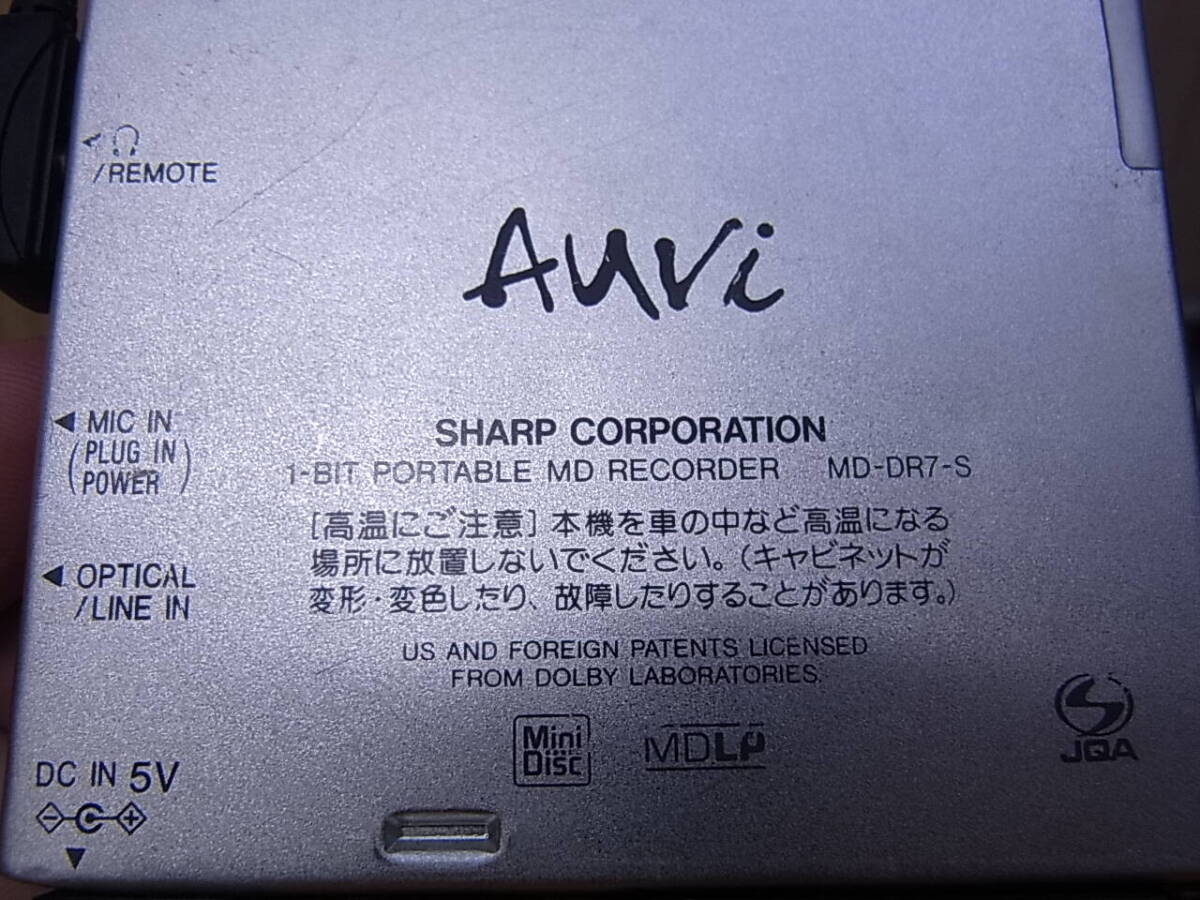 /REMOTE
Auvi
MIC IN
(PLUG IN
POWER)
SHARP CORPORATION
1-BIT PORTABLE MD RECORDER MD-DR7-S
[高温にご注意] 本機を車の中など高温になる
場所に放置しないでください。(キャビネットが
変形・変色したり、故障したりすることがあります。)
OPTICAL
/LINE IN
US AND FOREIGN PATENTS LICENSED
FROM DOLBY LABORATORIES.
Mini
Disc
MDLP
JQA
DC IN 5V